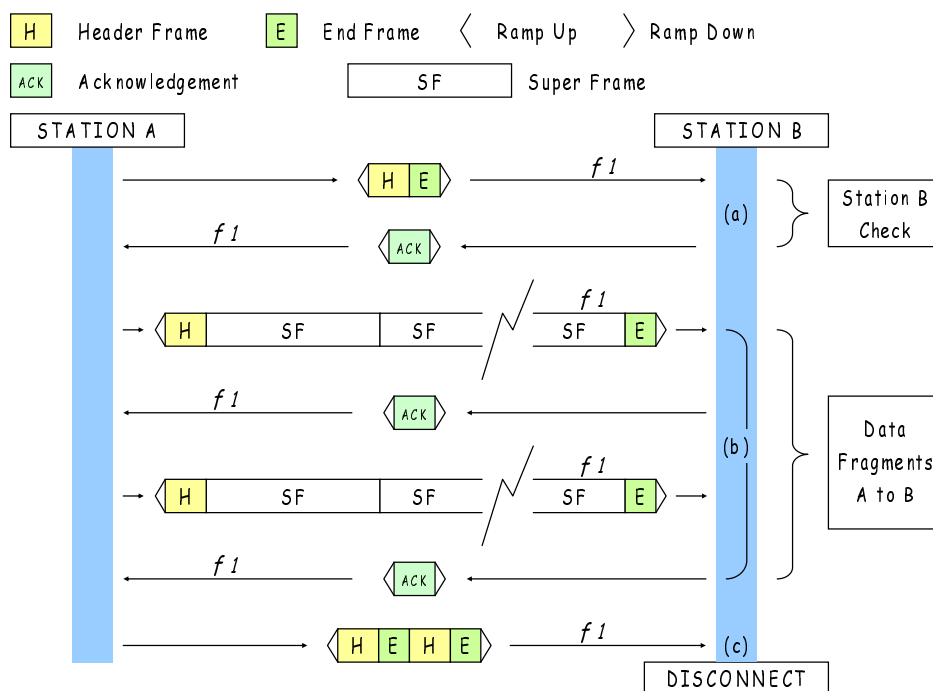 H Header Frame E End Frame Ramp Up Ramp Down
ACK Acknowledgement SF Super Frame
STATION A STATION B
H E f1
(a)
Station B
Check
f1 ACK
f1
H SF SF SF E
f1 ACK
(b)
Data
Fragments
A to B
f1
H SF SF SF E
f1 ACK
H E H E f1 (c)
DISCONNECT